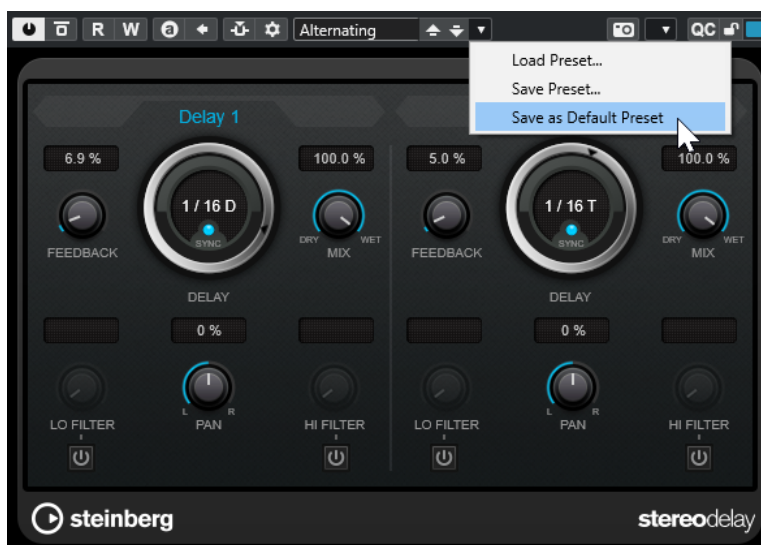 R W a Alternating QC
Load Preset...
Save Preset...
Save as Default Preset
Delay 1
6.9 % 100.0 % 5.0 % 100.0 %
1 / 16 D 1 / 16 T
SYNC SYNC
DRY WET DRY WET
FEEDBACK MIX FEEDBACK MIX
DELAY DELAY
0 % 0 %
L R L R
LO FILTER PAN HI FILTER LO FILTER PAN HI FILTER
steinberg stereodelay